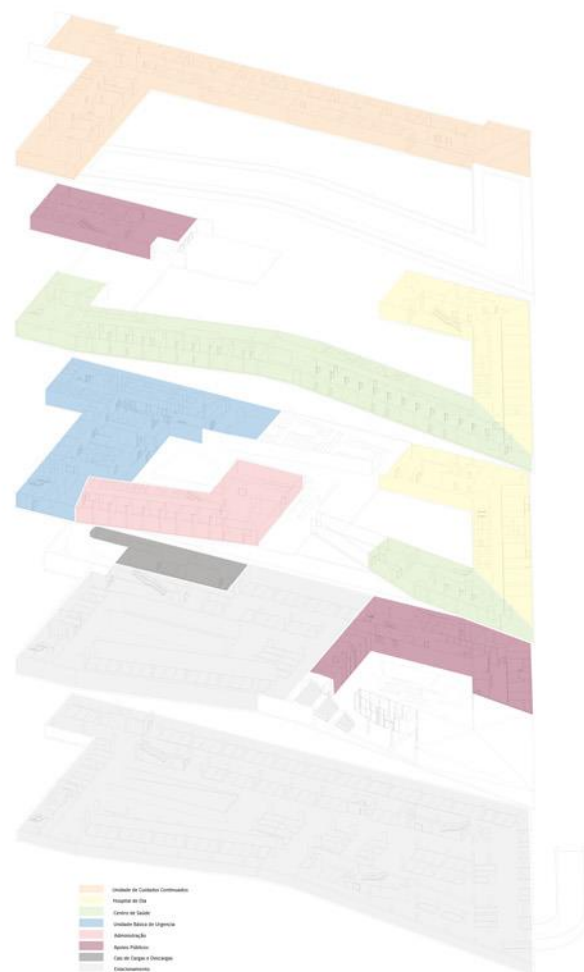 Unidade de Cuidados Continuados
Hospital de Dia
Centro de Saúde
Unidade Básica de Urgencia
Administração
Apoios Públicos
Cais de Cargas e Descargas
Estacionamento